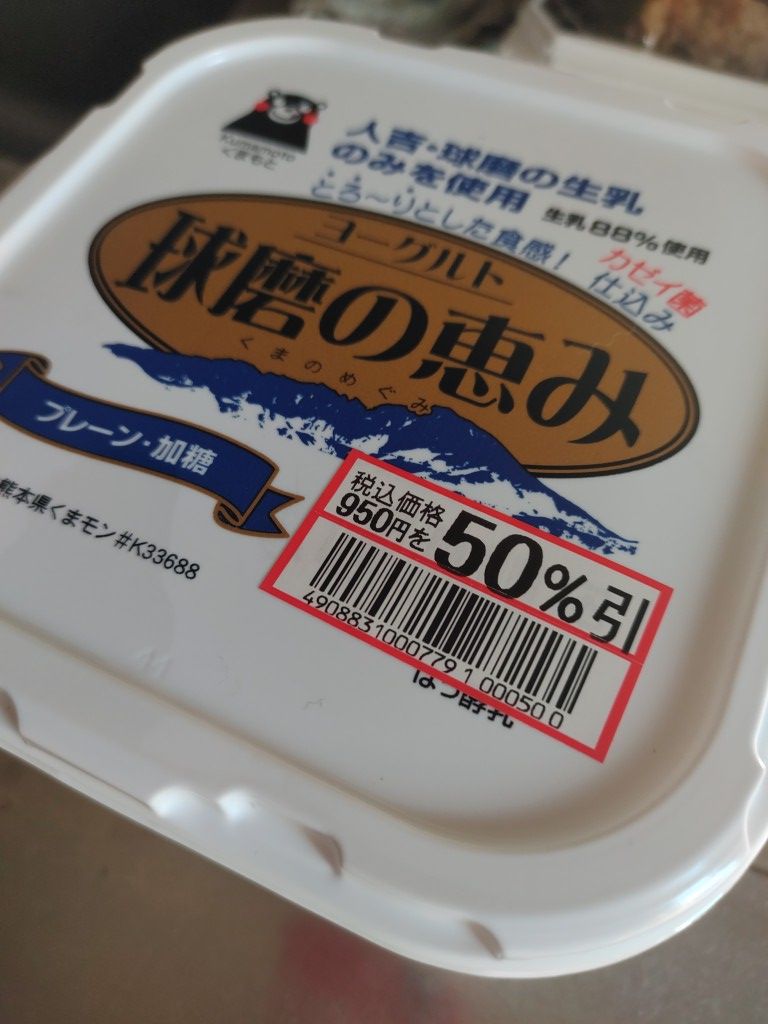 Kumamoto
くまもと
人吉・球磨の生乳
のみを使用
生乳88%使用
とろ〜りとした食感!
カゼイ菌
仕込み
ヨーグルト
球磨の恵み
くまのめぐみ
プレーン・加糖
熊本県くまモン#K33688
税込価格
950円を
50%引
4908831000779 1 00050 0
はっ酵乳